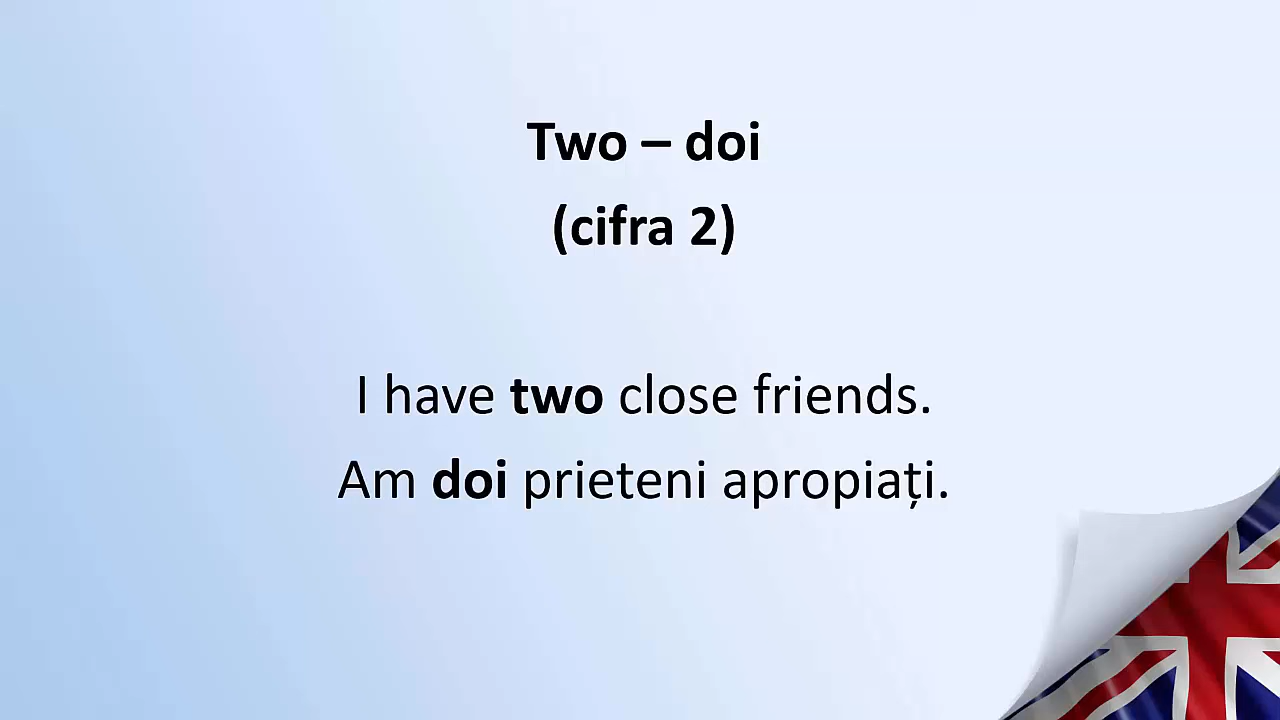 Two – doi
(cifra 2)
I have two close friends.
Am doi prieteni apropiați.